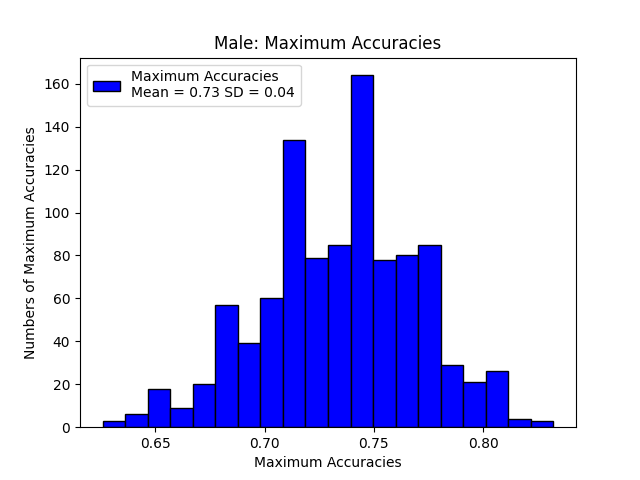 Male: Maximum Accuracies
Maximum Accuracies
Mean = 0.73 SD = 0.04
160
140
120
100
80
60
40
20
0
Numbers of Maximum Accuracies
0.65 0.70 0.75 0.80
Maximum Accuracies